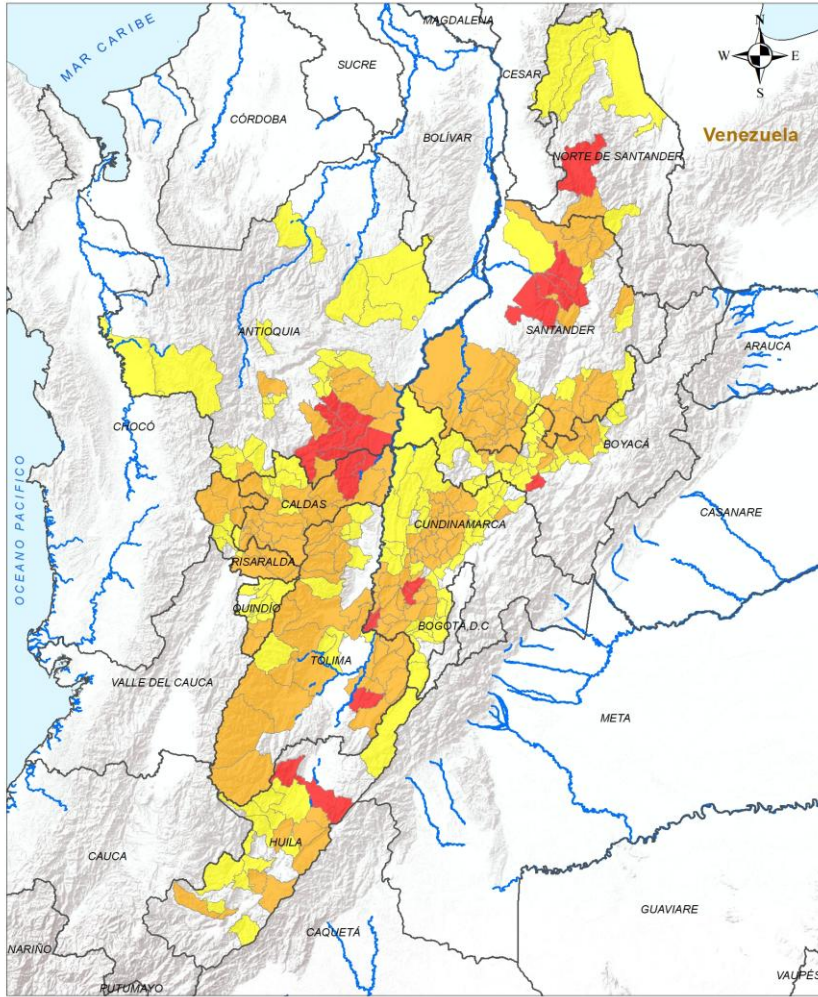 MAGDALENA
N
MAR CARIBE
SUCRE
CESAR
W
E
S
CÓRDOBA
BOLÍVAR
Venezuela
NORTE DE SANTANDER
ANTIOQUIA
SANTANDER
ARAUCA
CHOCÓ
BOYACÁ
OCEANO PACIFICO
CALDAS
CUNDINAMARCA
CASANARE
RISARALDA
QUINDÍO
BOGOTÁ, D.C
TOLIMA
VALLE DEL CAUCA
META
HUILA
CAUCA
GUAVIARE
CAQUETÁ
NARIÑO
PUTUMAYO
VAUPÉS